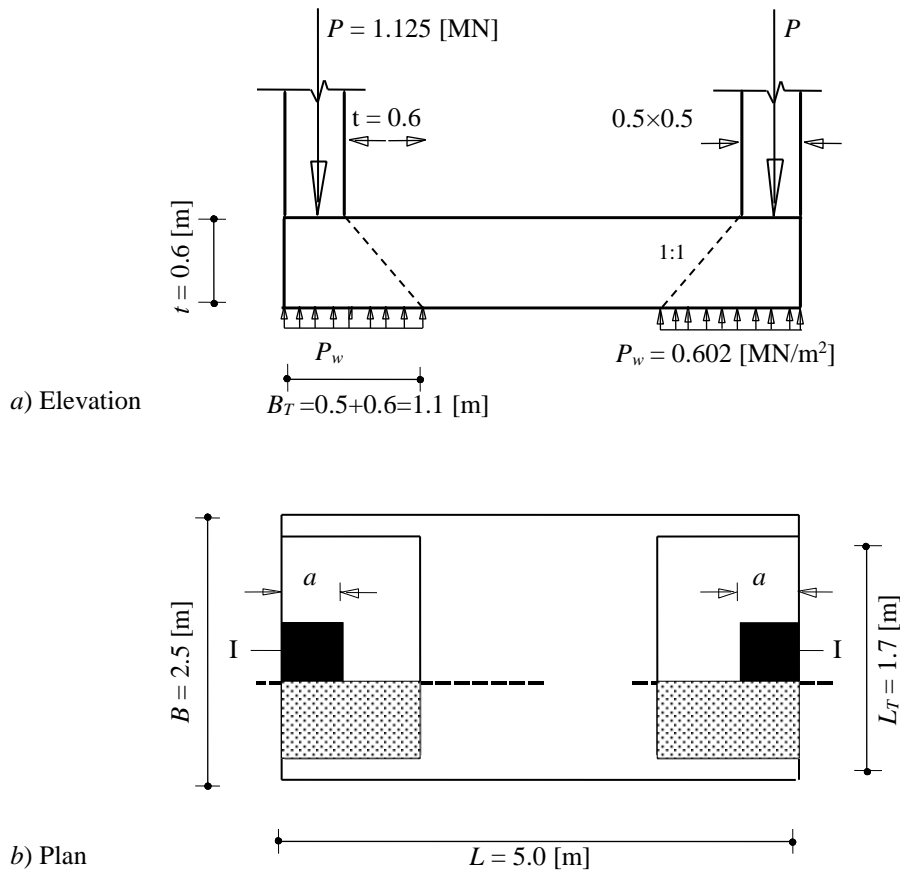 P = 1.125 [MN]
P
t = 0.6
0.5×0.5
t = 0.6 [m]
1:1
P_w
P_w = 0.602 [MN/m²]
a) Elevation
B_T =0.5+0.6=1.1 [m]
a
a
I
I
B = 2.5 [m]
L_T = 1.7 [m]
b) Plan
L = 5.0 [m]